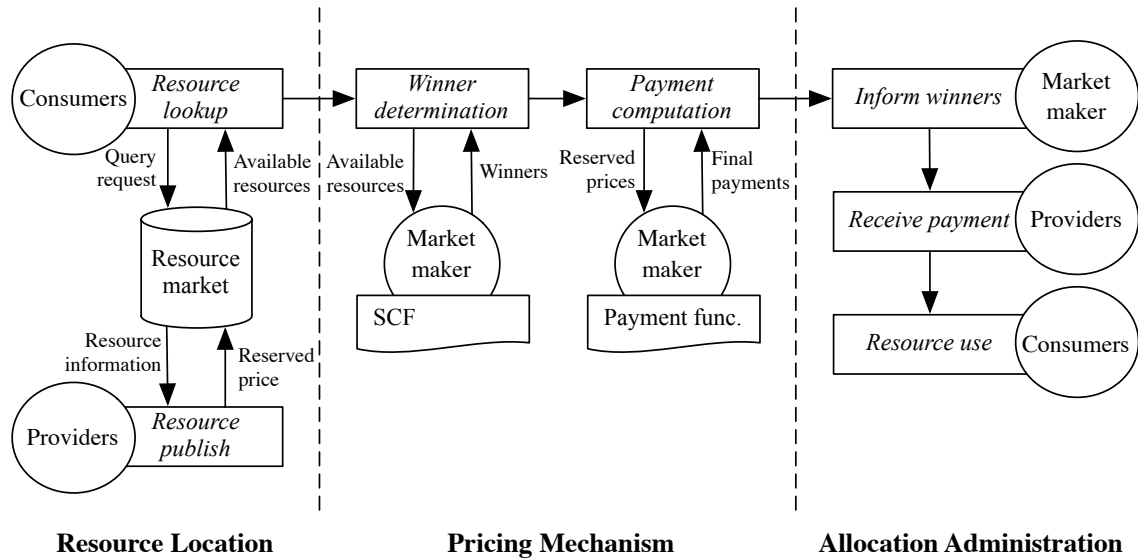 Consumers
Resource
lookup
Query
request
Available
resources
Resource
market
Resource
information
Reserved
price
Providers
Resource
publish
Resource Location
Winner
determination
Available
resources
Winners
Market
maker
SCF
Payment
computation
Reserved
prices
Final
payments
Market
maker
Payment func.
Pricing Mechanism
Inform winners
Market
maker
Receive payment
Providers
Resource use
Consumers
Allocation Administration